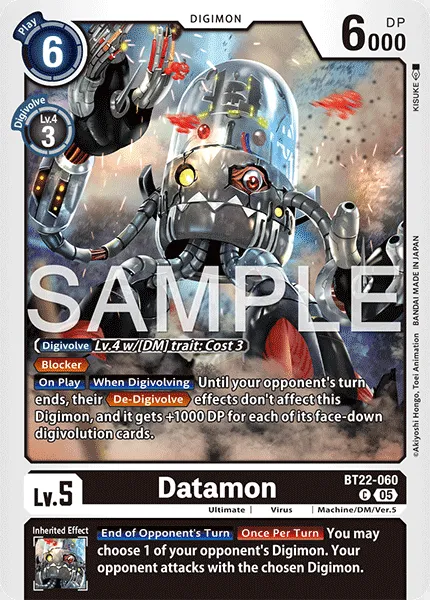 Play
6
DIGIMON
DP
6000
Digivolve
Lv.4
3
KISUKE
©Akiyoshi Hongo, Toei Animation BANDAI MADE IN JAPAN
SAMPLE
Digivolve Lv.4 w/[DM] trait: Cost 3
Blocker
On Play When Digivolving Until your opponent's turn
ends, their De-Digivolve effects don't affect this
Digimon, and it gets +1000 DP for each of its face-down
digivolution cards.
Lv.5
Datamon
BT22-060
C 05
Ultimate | Virus | Machine/DM/Ver.5
Inherited Effect
End of Opponent's Turn Once Per Turn You may
choose 1 of your opponent's Digimon. Your
opponent attacks with the chosen Digimon.